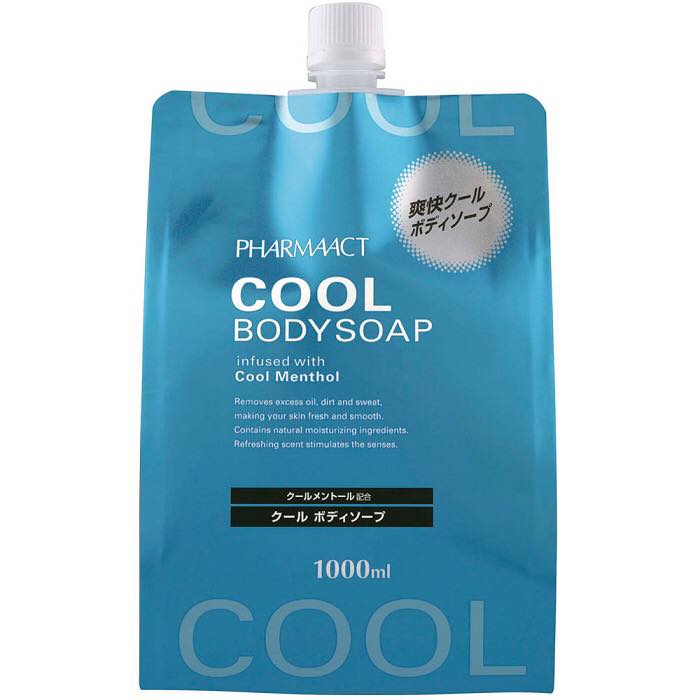 COOL
爽快クール
ボディソープ
PHARMAACT
COOL
BODYSOAP
infused with
Cool Menthol
Removes excess oil, dirt and sweat,
making your skin fresh and smooth.
Contains natural moisturizing ingredients.
Refreshing scent stimulates the senses.
クールメントール配合
クール ボディソープ
1000ml
COOL